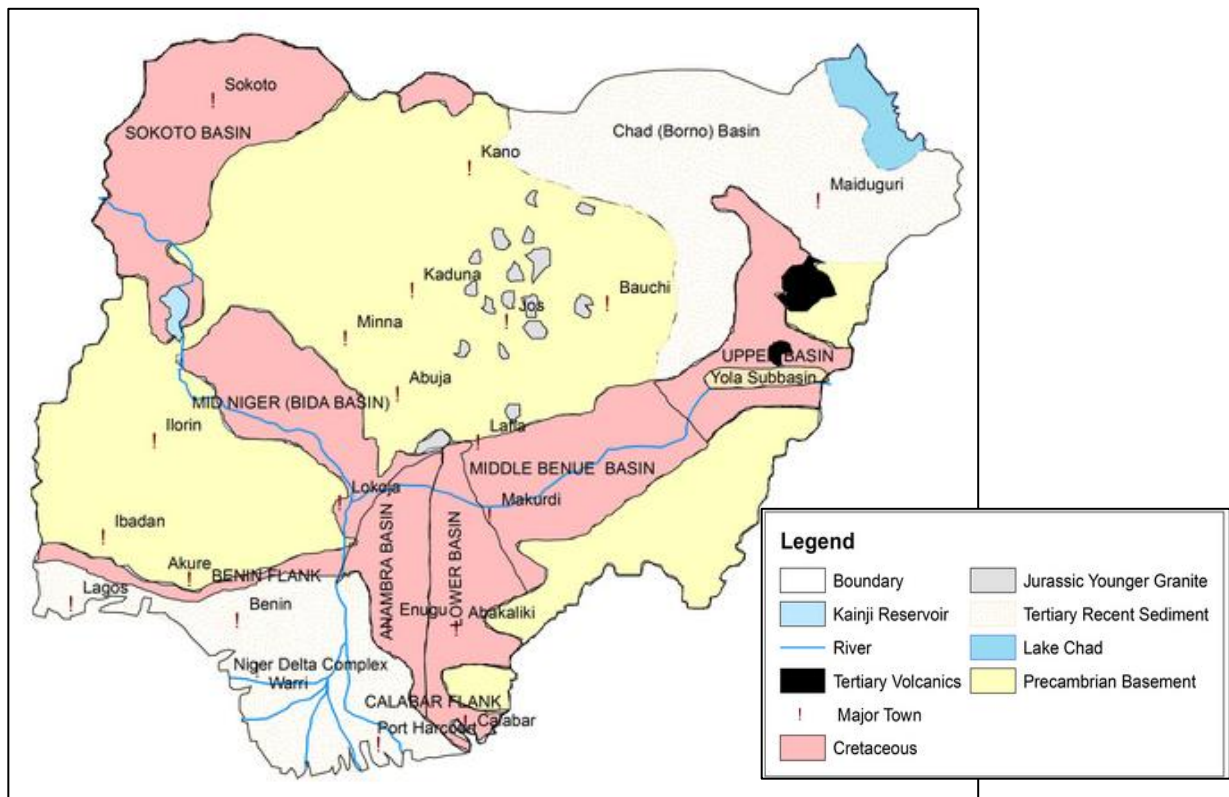 Sokoto
SOKOTO BASIN
Chad (Borno) Basin
Kano
Maiduguri
Kaduna
Bauchi
Jos
Minna
UPPER BASIN
Yola Subbasin
Abuja
MID NIGER (BIDA BASIN)
Ilorin
Lafia
MIDDLE BENUE BASIN
Lokoja
Makurdi
Ibadan
ANAMBRA BASIN
LOWER BASIN
Akure
BENIN FLANK
Lagos
Benin
Enugu
Abakaliki
Niger Delta Complex
Warri
CALABAR FLANK
Calabar
Port Harcourt
Legend
Boundary
Kainji Reservoir
River
Tertiary Volcanics
Major Town
Cretaceous
Jurassic Younger Granite
Tertiary Recent Sediment
Lake Chad
Precambrian Basement